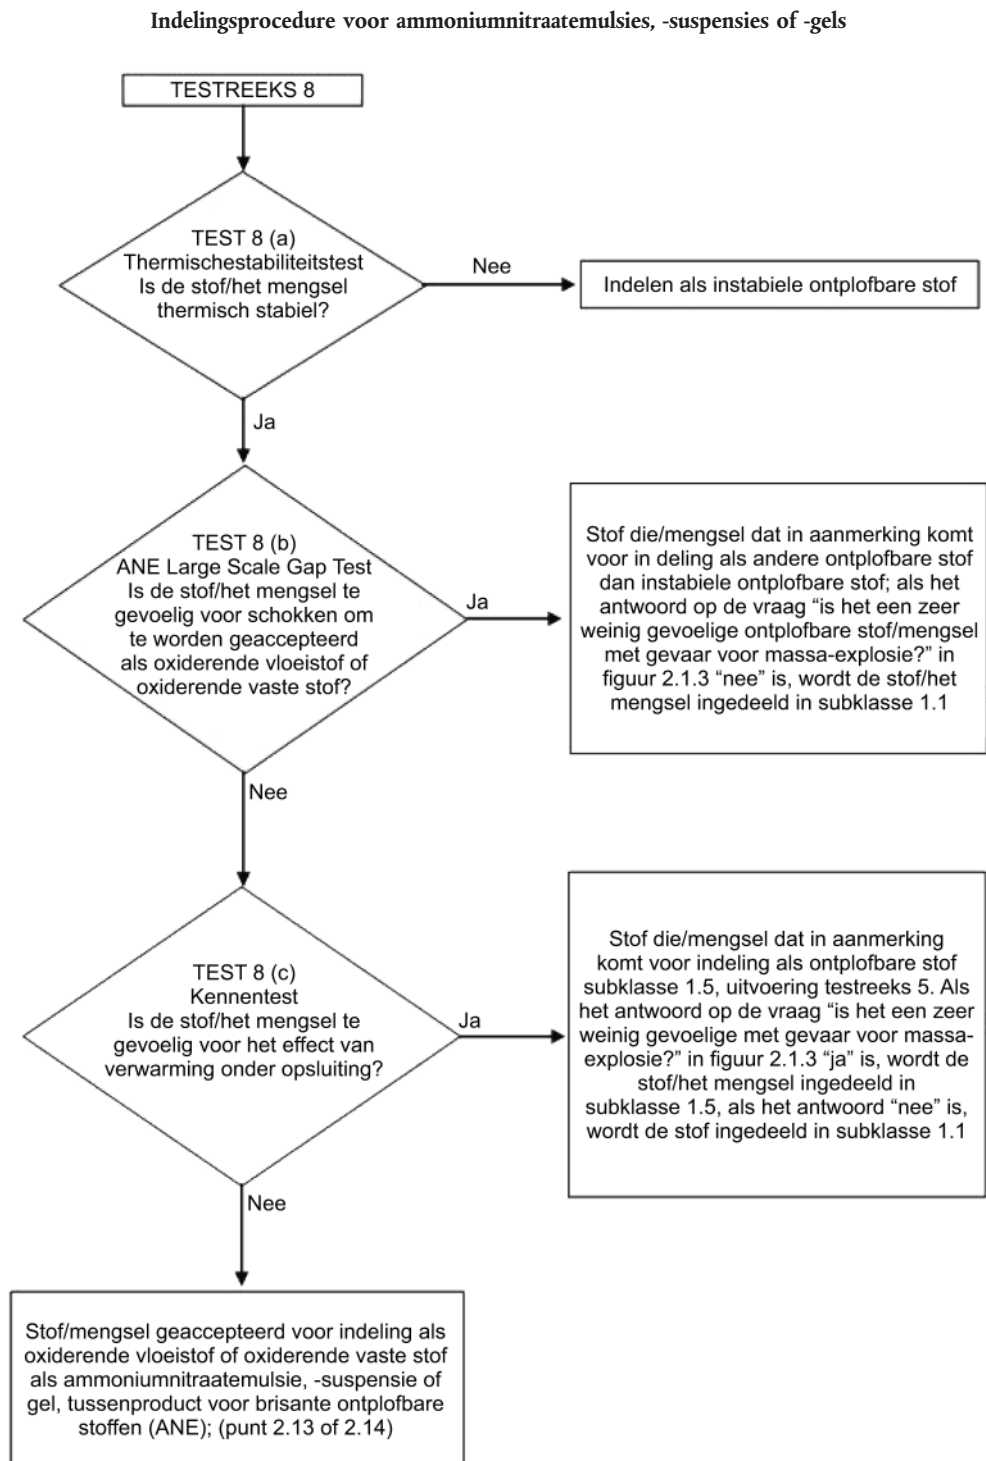 Indelingsprocedure voor ammoniumnitraatemulsies, -suspensies of -gels
TESTREEKS 8
TEST 8 (a)
Thermischestabiliteitstest
Is de stof/het mengsel
thermisch stabiel?
Nee
Indelen als instabiele ontplofbare stof
Ja
TEST 8 (b)
ANE Large Scale Gap Test
Is de stof/het mengsel te
gevoelig voor schokken om
te worden geaccepteerd
als oxiderende vloeistof of
oxiderende vaste stof?
Ja
Stof die/mengsel dat in aanmerking komt
voor in deling als andere ontplofbare stof
dan instabiele ontplofbare stof; als het
antwoord op de vraag “is het een zeer
weinig gevoelige ontplofbare stof/mengsel
met gevaar voor massa-explosie?” in
figuur 2.1.3 “nee” is, wordt de stof/het
mengsel ingedeeld in subklasse 1.1
Nee
TEST 8 (c)
Kennentest
Is de stof/het mengsel te
gevoelig voor het effect van
verwarming onder opsluiting?
Ja
Stof die/mengsel dat in aanmerking
komt voor indeling als ontplofbare stof
subklasse 1.5, uitvoering testreeks 5. Als
het antwoord op de vraag “is het een zeer
weinig gevoelige met gevaar voor massa-
explosie?” in figuur 2.1.3 “ja” is, wordt de
stof/het mengsel ingedeeld in
subklasse 1.5, als het antwoord “nee” is,
wordt de stof ingedeeld in subklasse 1.1
Nee
Stof/mengsel geaccepteerd voor indeling als
oxiderende vloeistof of oxiderende vaste stof
als ammoniumnitraatemulsie, -suspensie of
gel, tussenproduct voor brisante ontplofbare
stoffen (ANE); (punt 2.13 of 2.14)